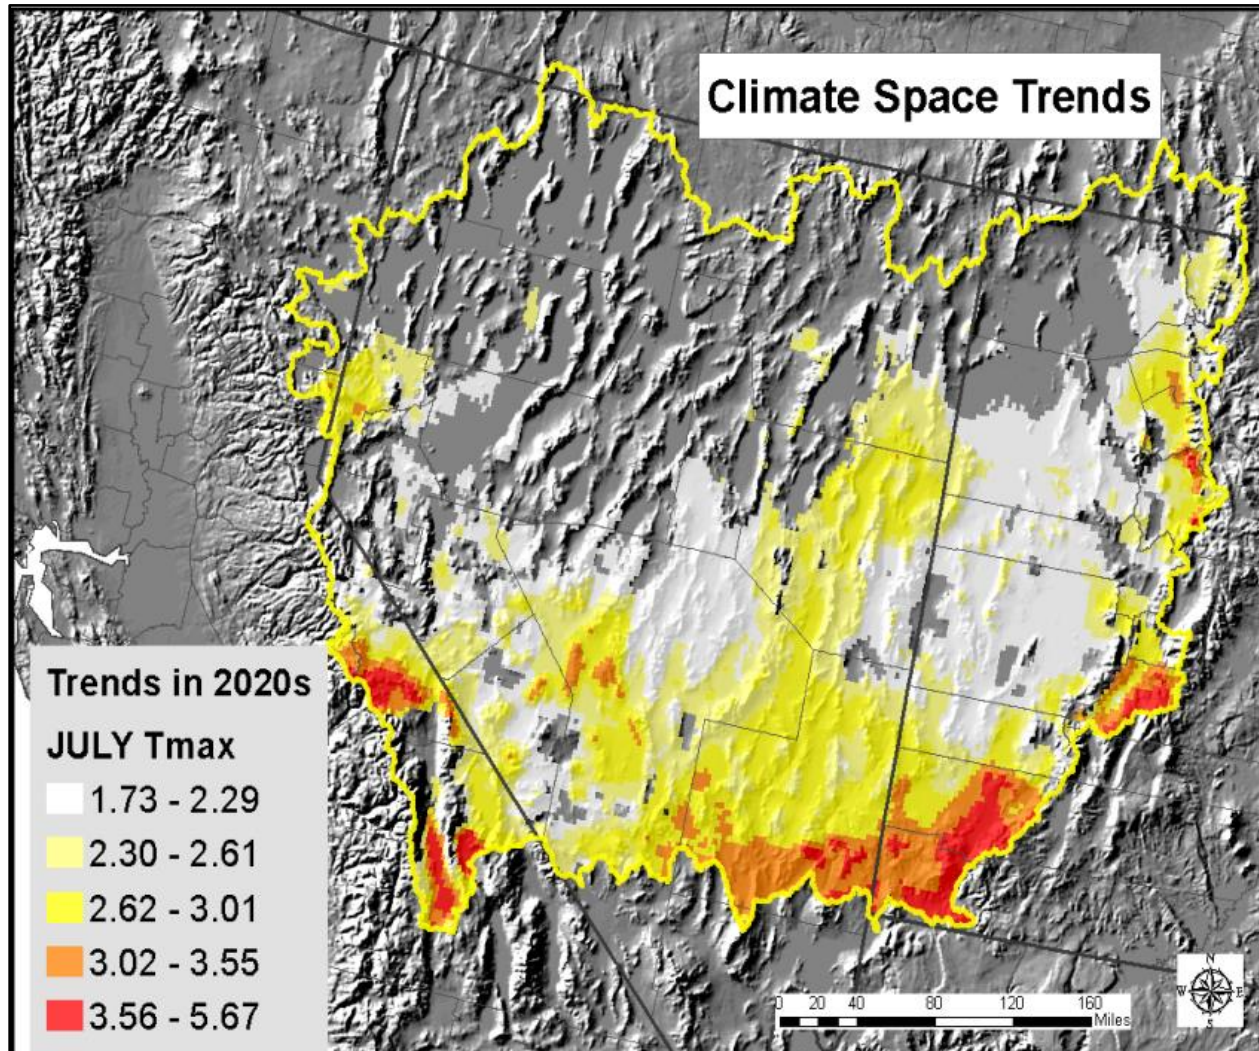 Climate Space Trends
Trends in 2020s
JULY Tmax
1.73 - 2.29
2.30 - 2.61
2.62 - 3.01
3.02 - 3.55
3.56 - 5.67
0 20 40 80 120 160
Miles
N
W E
S